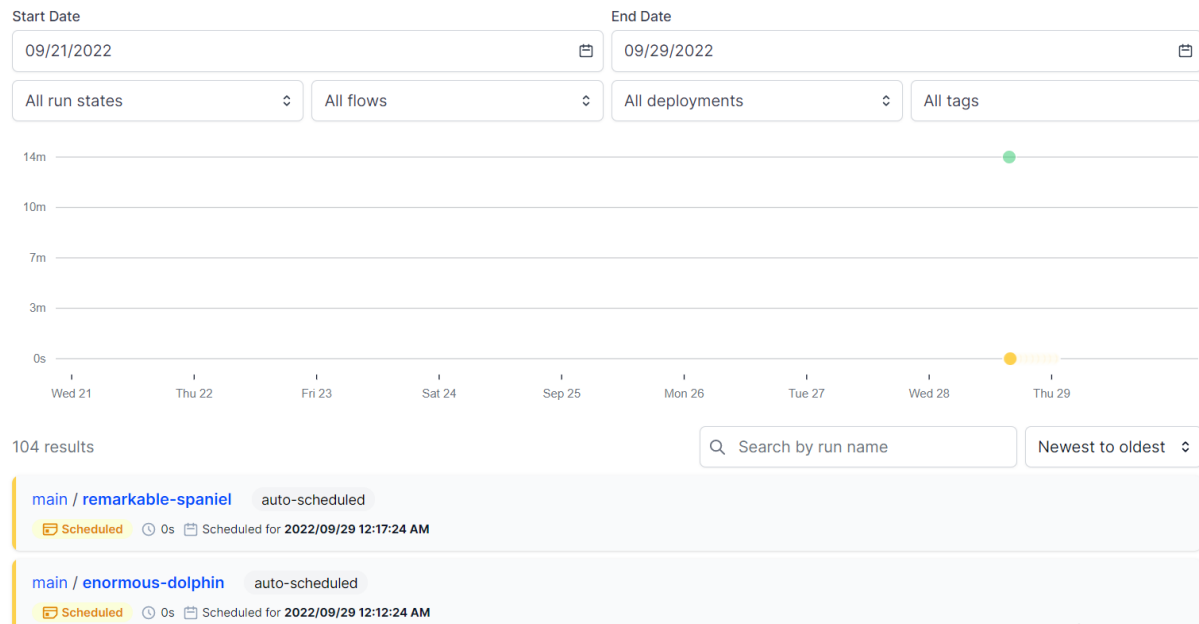 Start Date
End Date
09/21/2022
09/29/2022
All run states
All flows
All deployments
All tags
14m
10m
7m
3m
0s
Wed 21
Thu 22
Fri 23
Sat 24
Sep 25
Mon 26
Tue 27
Wed 28
Thu 29
104 results
Search by run name
Newest to oldest
main / remarkable-spaniel auto-scheduled
Scheduled 0s Scheduled for 2022/09/29 12:17:24 AM
main / enormous-dolphin auto-scheduled
Scheduled 0s Scheduled for 2022/09/29 12:12:24 AM